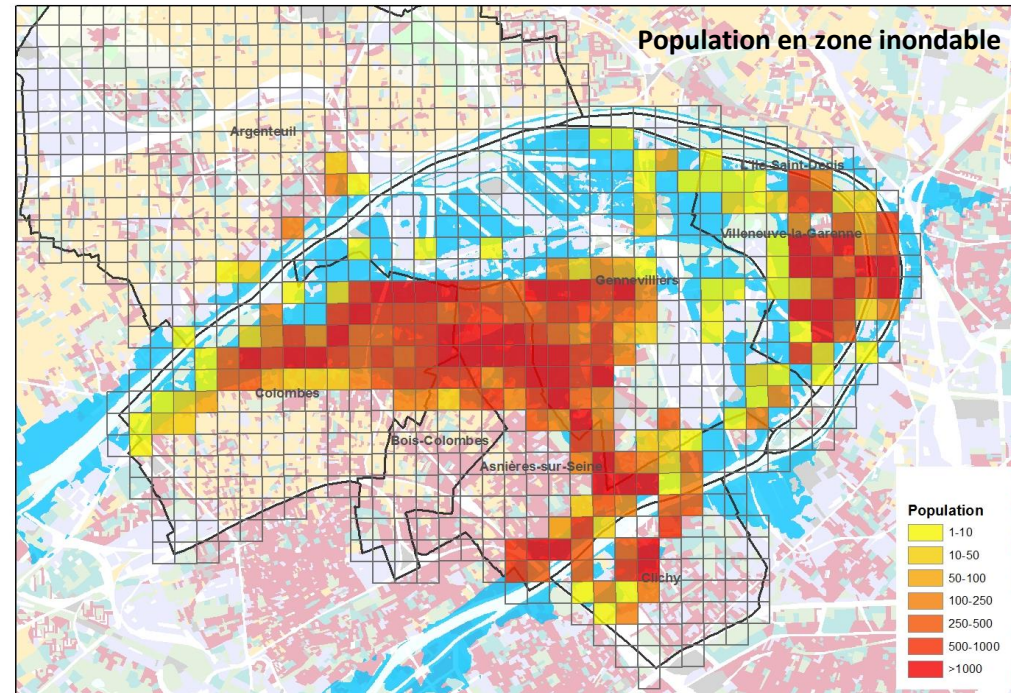 Population en zone inondable
Argenteuil
L'Ile-Saint-Denis
Villeneuve-la-Garenne
Gennevilliers
Colombes
Bois-Colombes
Asnières-sur-Seine
Clichy
Population
1-10
10-50
50-100
100-250
250-500
500-1000
>1000